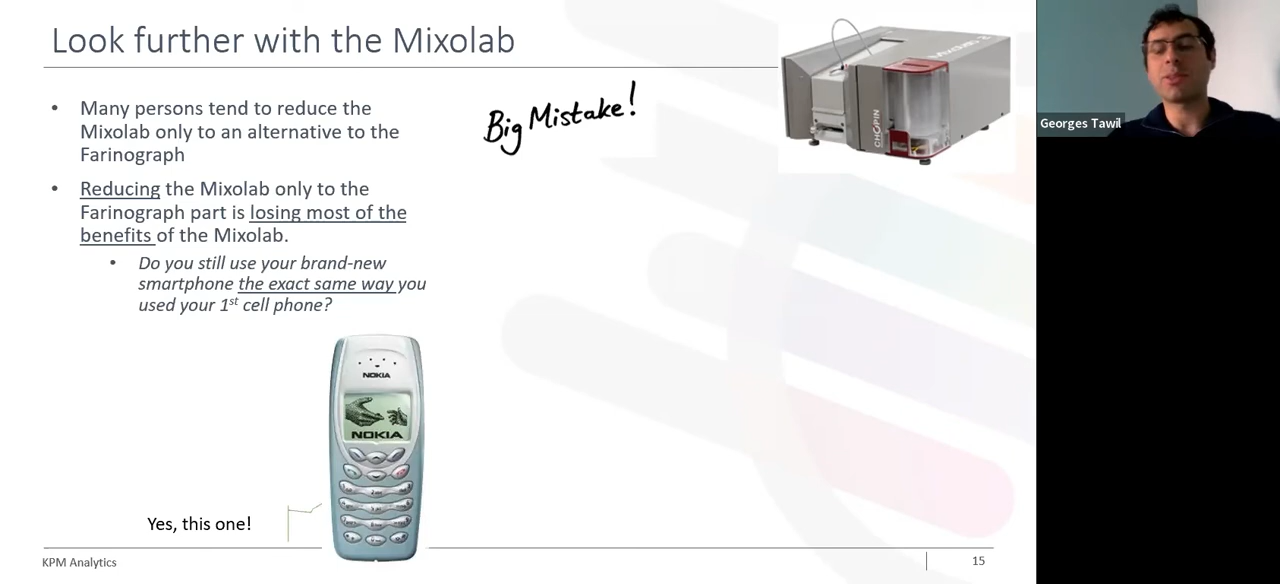 Look further with the Mixolab
• Many persons tend to reduce the
Mixolab only to an alternative to the
Farinograph
Big Mistake!
• Reducing the Mixolab only to the
Farinograph part is losing most of the
benefits of the Mixolab.
• Do you still use your brand-new
smartphone the exact same way you
used your 1st cell phone?
Mixolab 2
CHOPIN
Georges Tawil
NOKIA
NOKIA
Yes, this one!
KPM Analytics
15